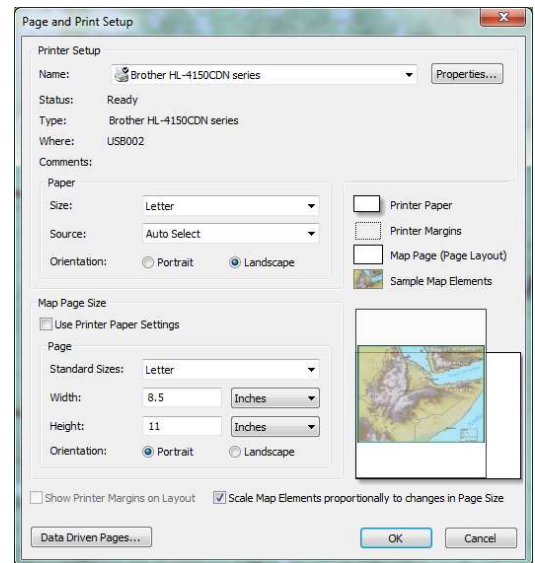 Page and Print Setup
Printer Setup
Name: Brother HL-4150CDN series Properties...
Status: Ready
Type: Brother HL-4150CDN series
Where: USB002
Comments:
Paper
Size: Letter
Source: Auto Select
Orientation: Portrait Landscape
Printer Paper
Printer Margins
Map Page (Page Layout)
Sample Map Elements
Map Page Size
Use Printer Paper Settings
Page
Standard Sizes: Letter
Width: 8.5 Inches
Height: 11 Inches
Orientation: Portrait Landscape
Show Printer Margins on Layout Scale Map Elements proportionally to changes in Page Size
Data Driven Pages... OK Cancel